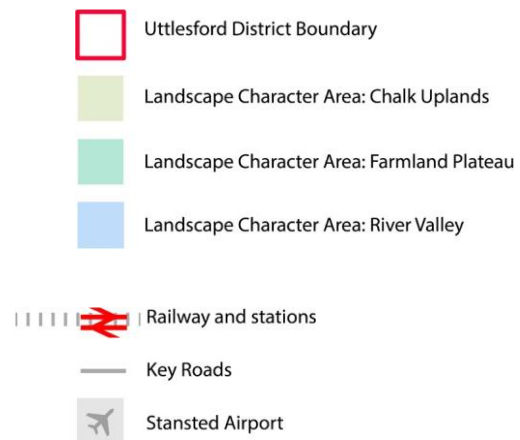 Uttlesford District Boundary
Landscape Character Area: Chalk Uplands
Landscape Character Area: Farmland Plateau
Landscape Character Area: River Valley
Railway and stations
Key Roads
Stansted Airport